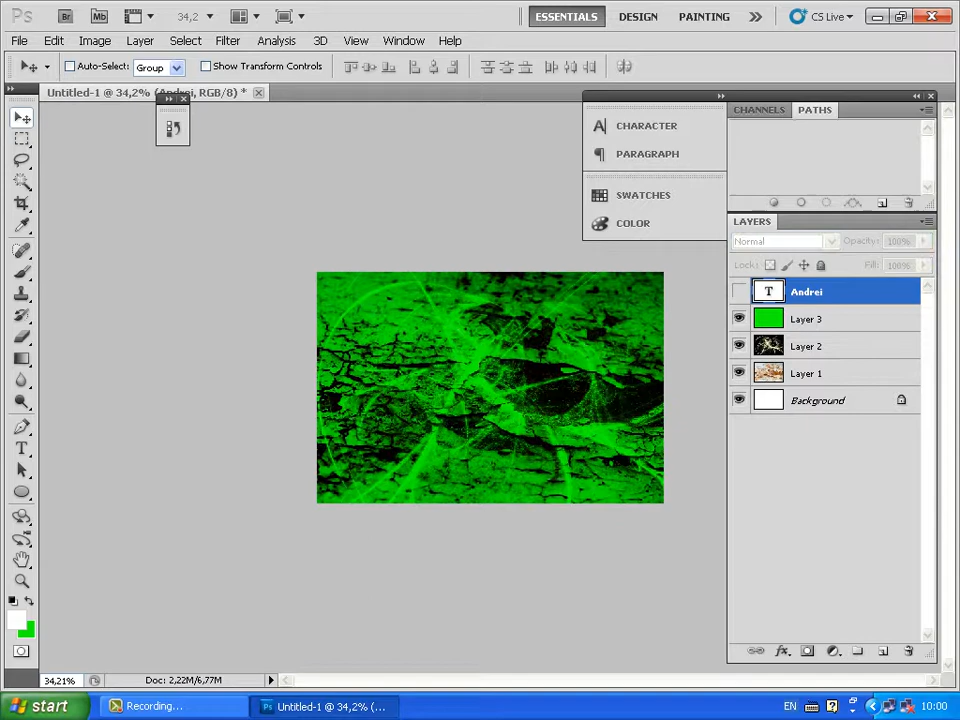 Ps Br Mb 34,2 ESSENTIALS DESIGN PAINTING CS Live
File Edit Image Layer Select Filter Analysis 3D View Window Help
Auto-Select: Group Show Transform Controls
Untitled-1 @ 34,2% (Andrei, RGB/8) *
CHANNELS PATHS
CHARACTER
PARAGRAPH
SWATCHES
COLOR
LAYERS
Normal Opacity: 100%
Lock: Fill: 100%
T Andrei
Layer 3
Layer 2
Layer 1
Background
34,21% Doc: 2,22M/6,77M
start Recording... Ps Untitled-1 @ 34,2% (... EN 10:00